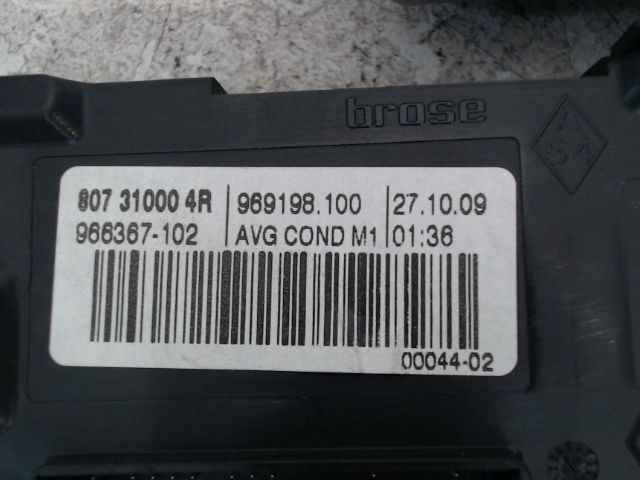 brose
807 31000 4R 969198.100 27.10.09
966367-102 AVG COND M1 01:36
00044-02